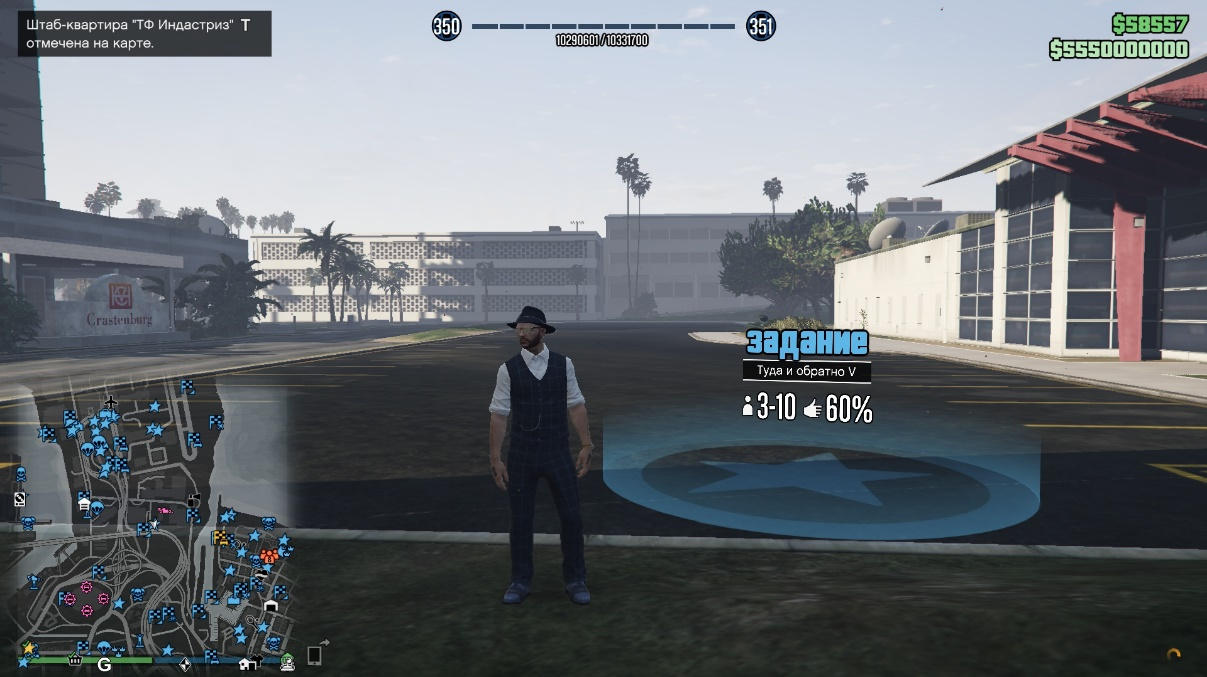 Штаб-квартира "ТФ Индастриз" T
отмечена на карте.
350
351
10290601/10331700
$58557
$5550000000
Crastenburg
задание
Туда и обратно V
3-10 60%
G